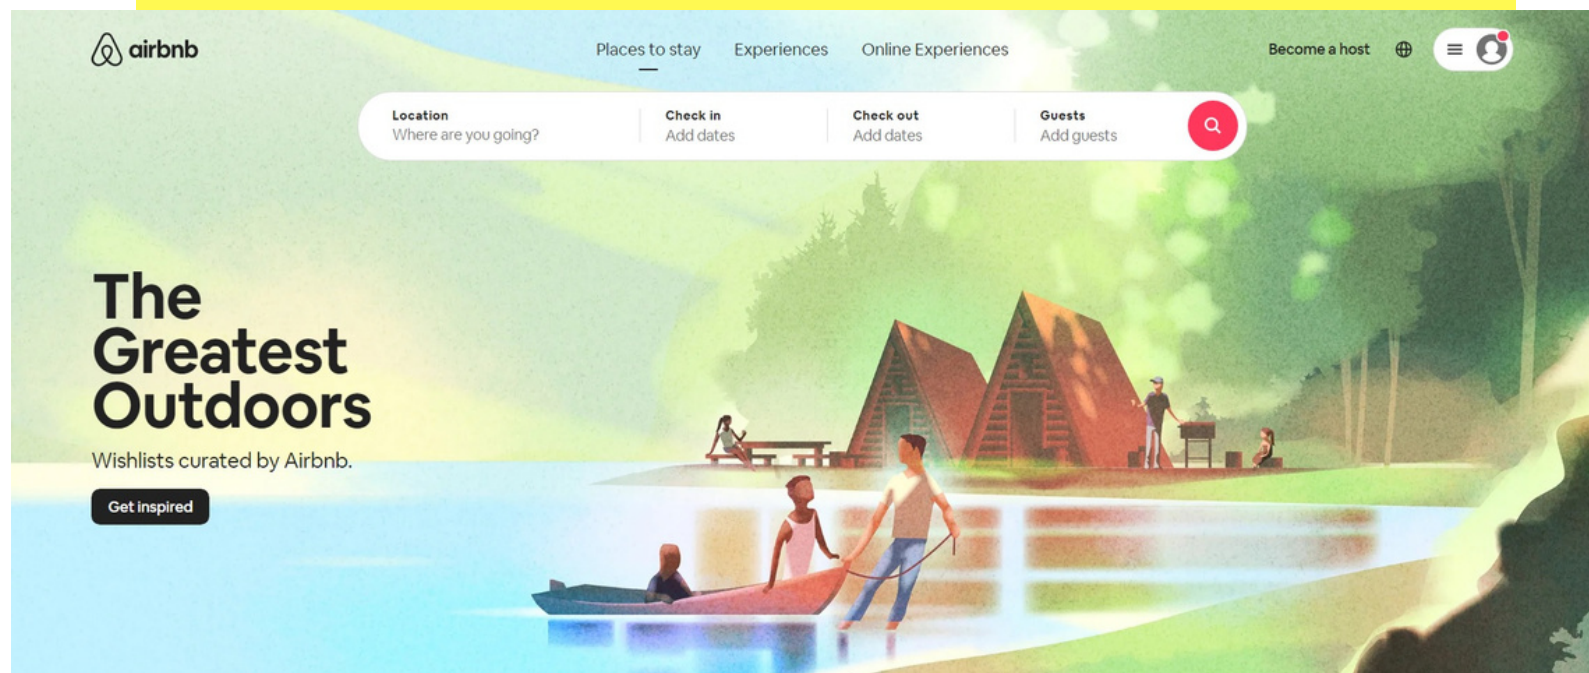 airbnb
Places to stay
Experiences
Online Experiences
Become a host
Location
Where are you going?
Check in
Add dates
Check out
Add dates
Guests
Add guests
The
Greatest
Outdoors
Wishlists curated by Airbnb.
Get inspired